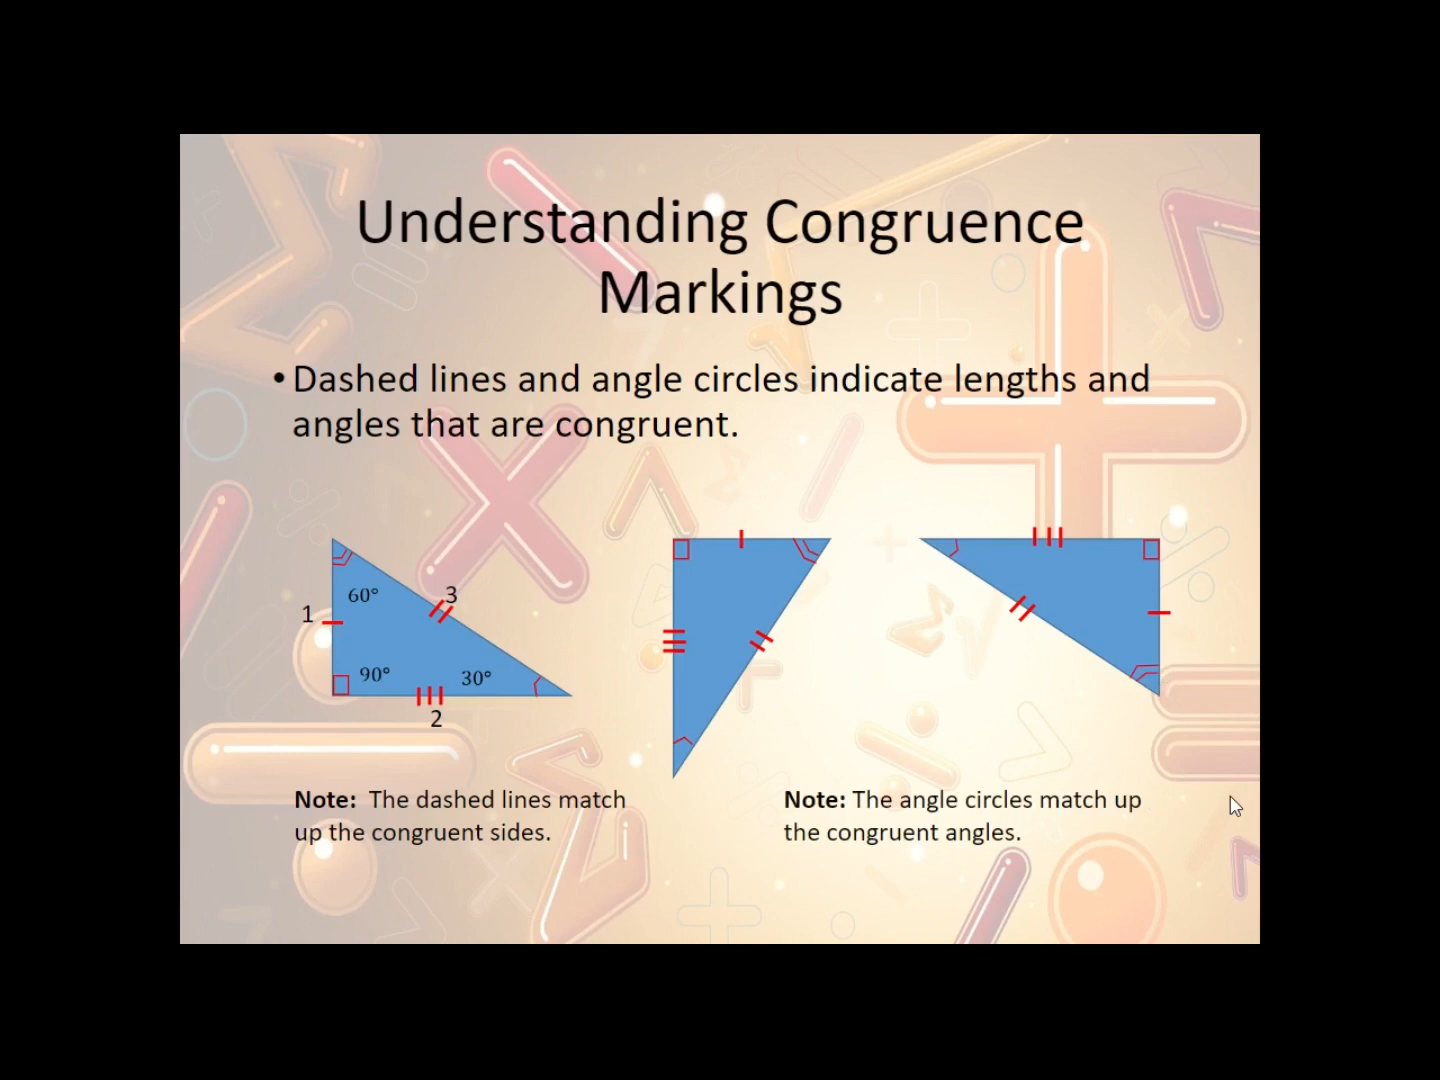 Understanding Congruence
Markings
• Dashed lines and angle circles indicate lengths and
angles that are congruent.
60°
3
1
90°
30°
2
Note: The dashed lines match
up the congruent sides.
Note: The angle circles match up
the congruent angles.